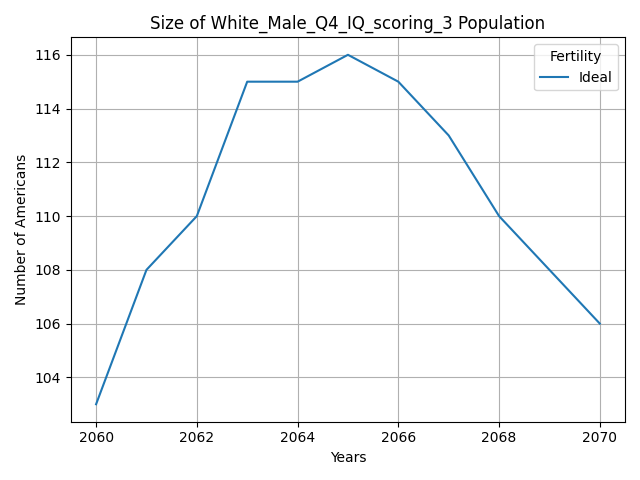 Size of White_Male_Q4_IQ_scoring_3 Population
Fertility
Ideal
116
114
112
110
108
106
104
Number of Americans
2060
2062
2064
2066
2068
2070
Years